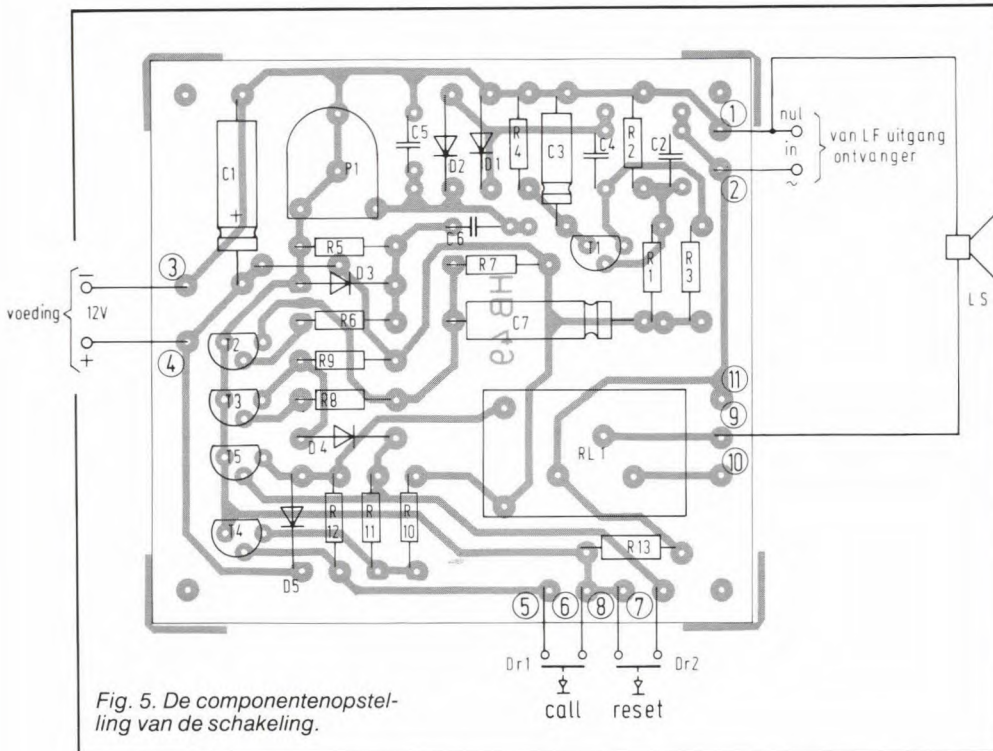 1
nul
in
~
van LF uitgang
ontvanger
2
C5
D2
D1
R4
C3
C4
R2
C2
C1
+
P1
C6
T1
R5
R7
R1
R3
LS
3
D3
voeding
12V
+
HB 49
R6
C7
4
T2
R9
11
T3
R8
9
D4
RL1
T5
10
R12
R11
R10
T4
R13
D5
5
6
8
7
Dr1
Dr2
call
reset
Fig. 5. De componentenopstel-
ling van de schakeling.